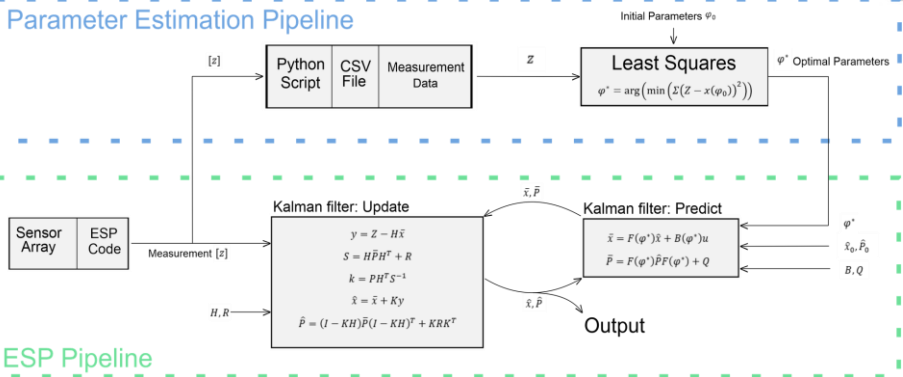 Parameter Estimation Pipeline
Initial Parameters φ₀
[z]
Python Script
CSV File
Measurement Data
Z
Least Squares
φ* = arg(min(Σ(Z − x(φ₀))²))
φ* Optimal Parameters
Sensor Array
ESP Code
Measurement [z]
H, R
Kalman filter: Update
y = Z − Hx̄
S = HP̄Hᵀ + R
k = PHᵀS⁻¹
x̂ = x̄ + Ky
P̂ = (I − KH)P̄(I − KH)ᵀ + KRKᵀ
x̄, P̄
x̂, P̂
Kalman filter: Predict
x̄ = F(φ*)x̂ + B(φ*)u
P̄ = F(φ*)P̂F(φ*) + Q
φ*
x̂₀, P̂₀
B, Q
Output
ESP Pipeline